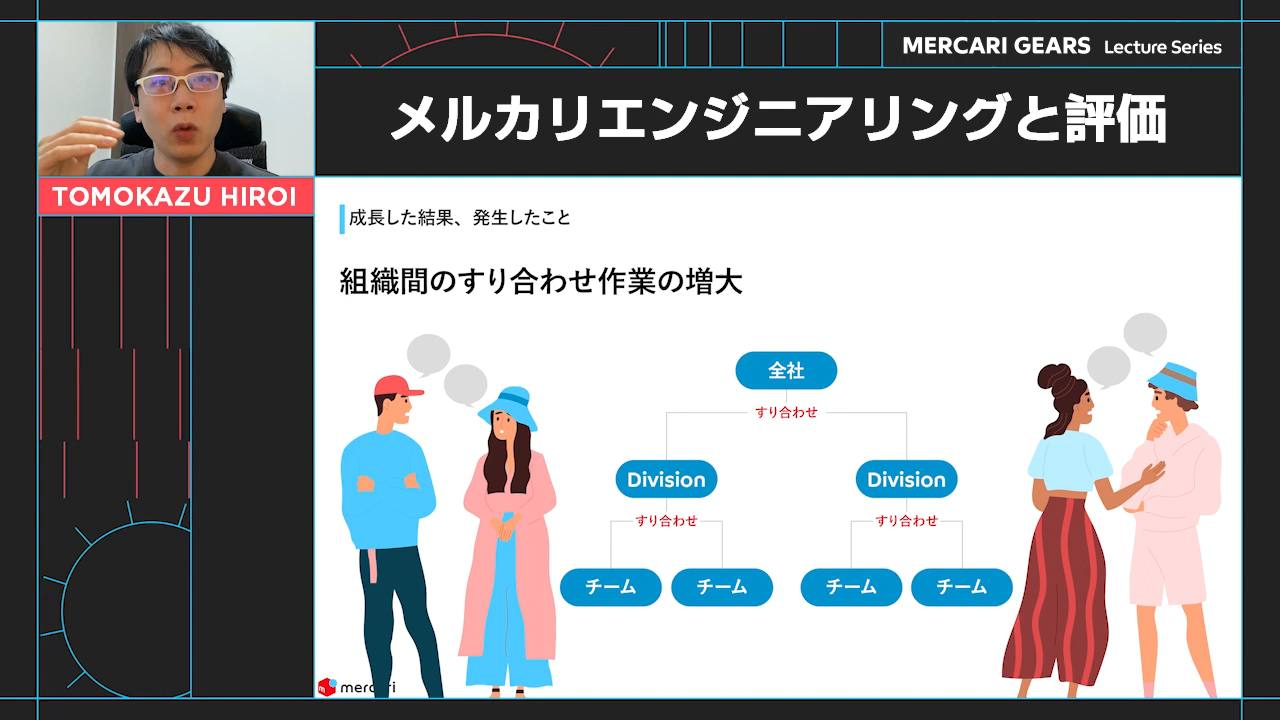 MERCARI GEARS Lecture Series
メルカリエンジニアリングと評価
TOMOKAZU HIROI
成長した結果、発生したこと
組織間のすり合わせ作業の増大
全社
すり合わせ
Division
Division
すり合わせ
すり合わせ
チーム
チーム
チーム
チーム
mercari